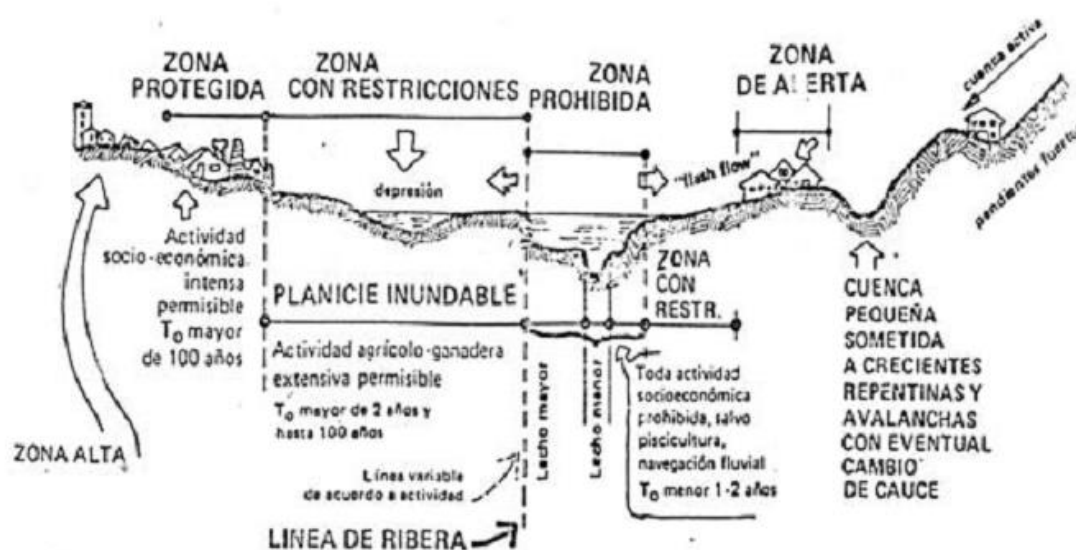 ZONA
PROTEGIDA
ZONA
CON RESTRICCIONES
ZONA
PROHIBIDA
ZONA
DE ALERTA
cuenca activa
pendientes fuertes
depresión
"flash flow"
Actividad
socio-económica
intensa
permisible
To mayor
de 100 años
ZONA ALTA
PLANICIE INUNDABLE
Actividad agrícolo-ganadera
extensiva permisible
To mayor de 2 años y
hasta 100 años
Línea variable
de acuerdo a actividad
LINEA DE RIBERA
Lecho mayor
Lecho menor
ZONA
CON
RESTR.
Toda actividad
socioeconómica
prohibida, salvo
piscicultura,
navegación fluvial
To menor 1-2 años
CUENCA
PEQUEÑA
SOMETIDA
A CRECIENTES
REPENTINAS Y
AVALANCHAS
CON EVENTUAL
CAMBIO
DE CAUCE